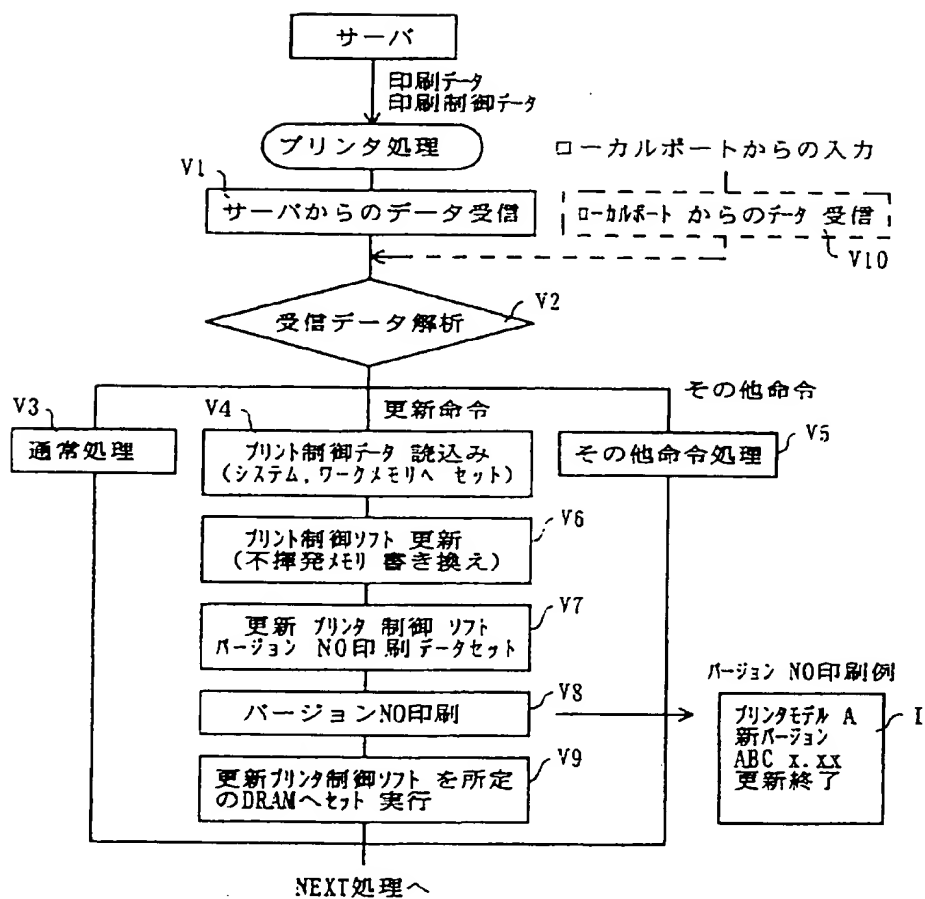 サーバ
印刷データ
印刷制御データ
プリンタ処理
ローカルポートからの入力
V1
サーバからのデータ受信
ローカルポート からのデータ 受信
V10
受信データ解析
V2
その他命令
更新命令
V3
通常処理
V4
プリント制御データ 読込み
(システム,ワークメモリへ セット)
その他命令処理
V5
プリント制御ソフト 更新
(不揮発メモリ 書き換え)
V6
更新 プリンタ 制御 ソフト
バージョン NO印刷データセット
V7
バージョンNO印刷
V8
バージョン NO印刷例
プリンタモデル A
新バージョン
ABC x.xx
更新終了
I
更新プリンタ制御ソフト を所定
のDRAMへセット 実行
V9
NEXT処理へ